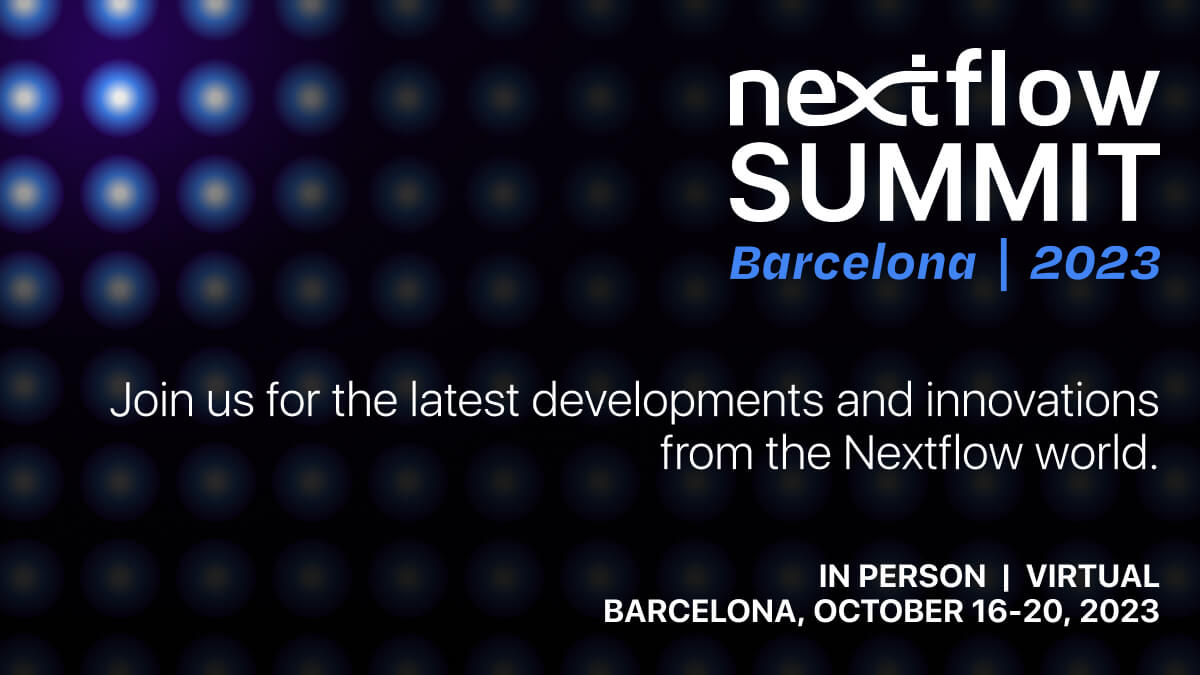 nextflow
SUMMIT
Barcelona | 2023
Join us for the latest developments and innovations
from the Nextflow world.
IN PERSON | VIRTUAL
BARCELONA, OCTOBER 16-20, 2023